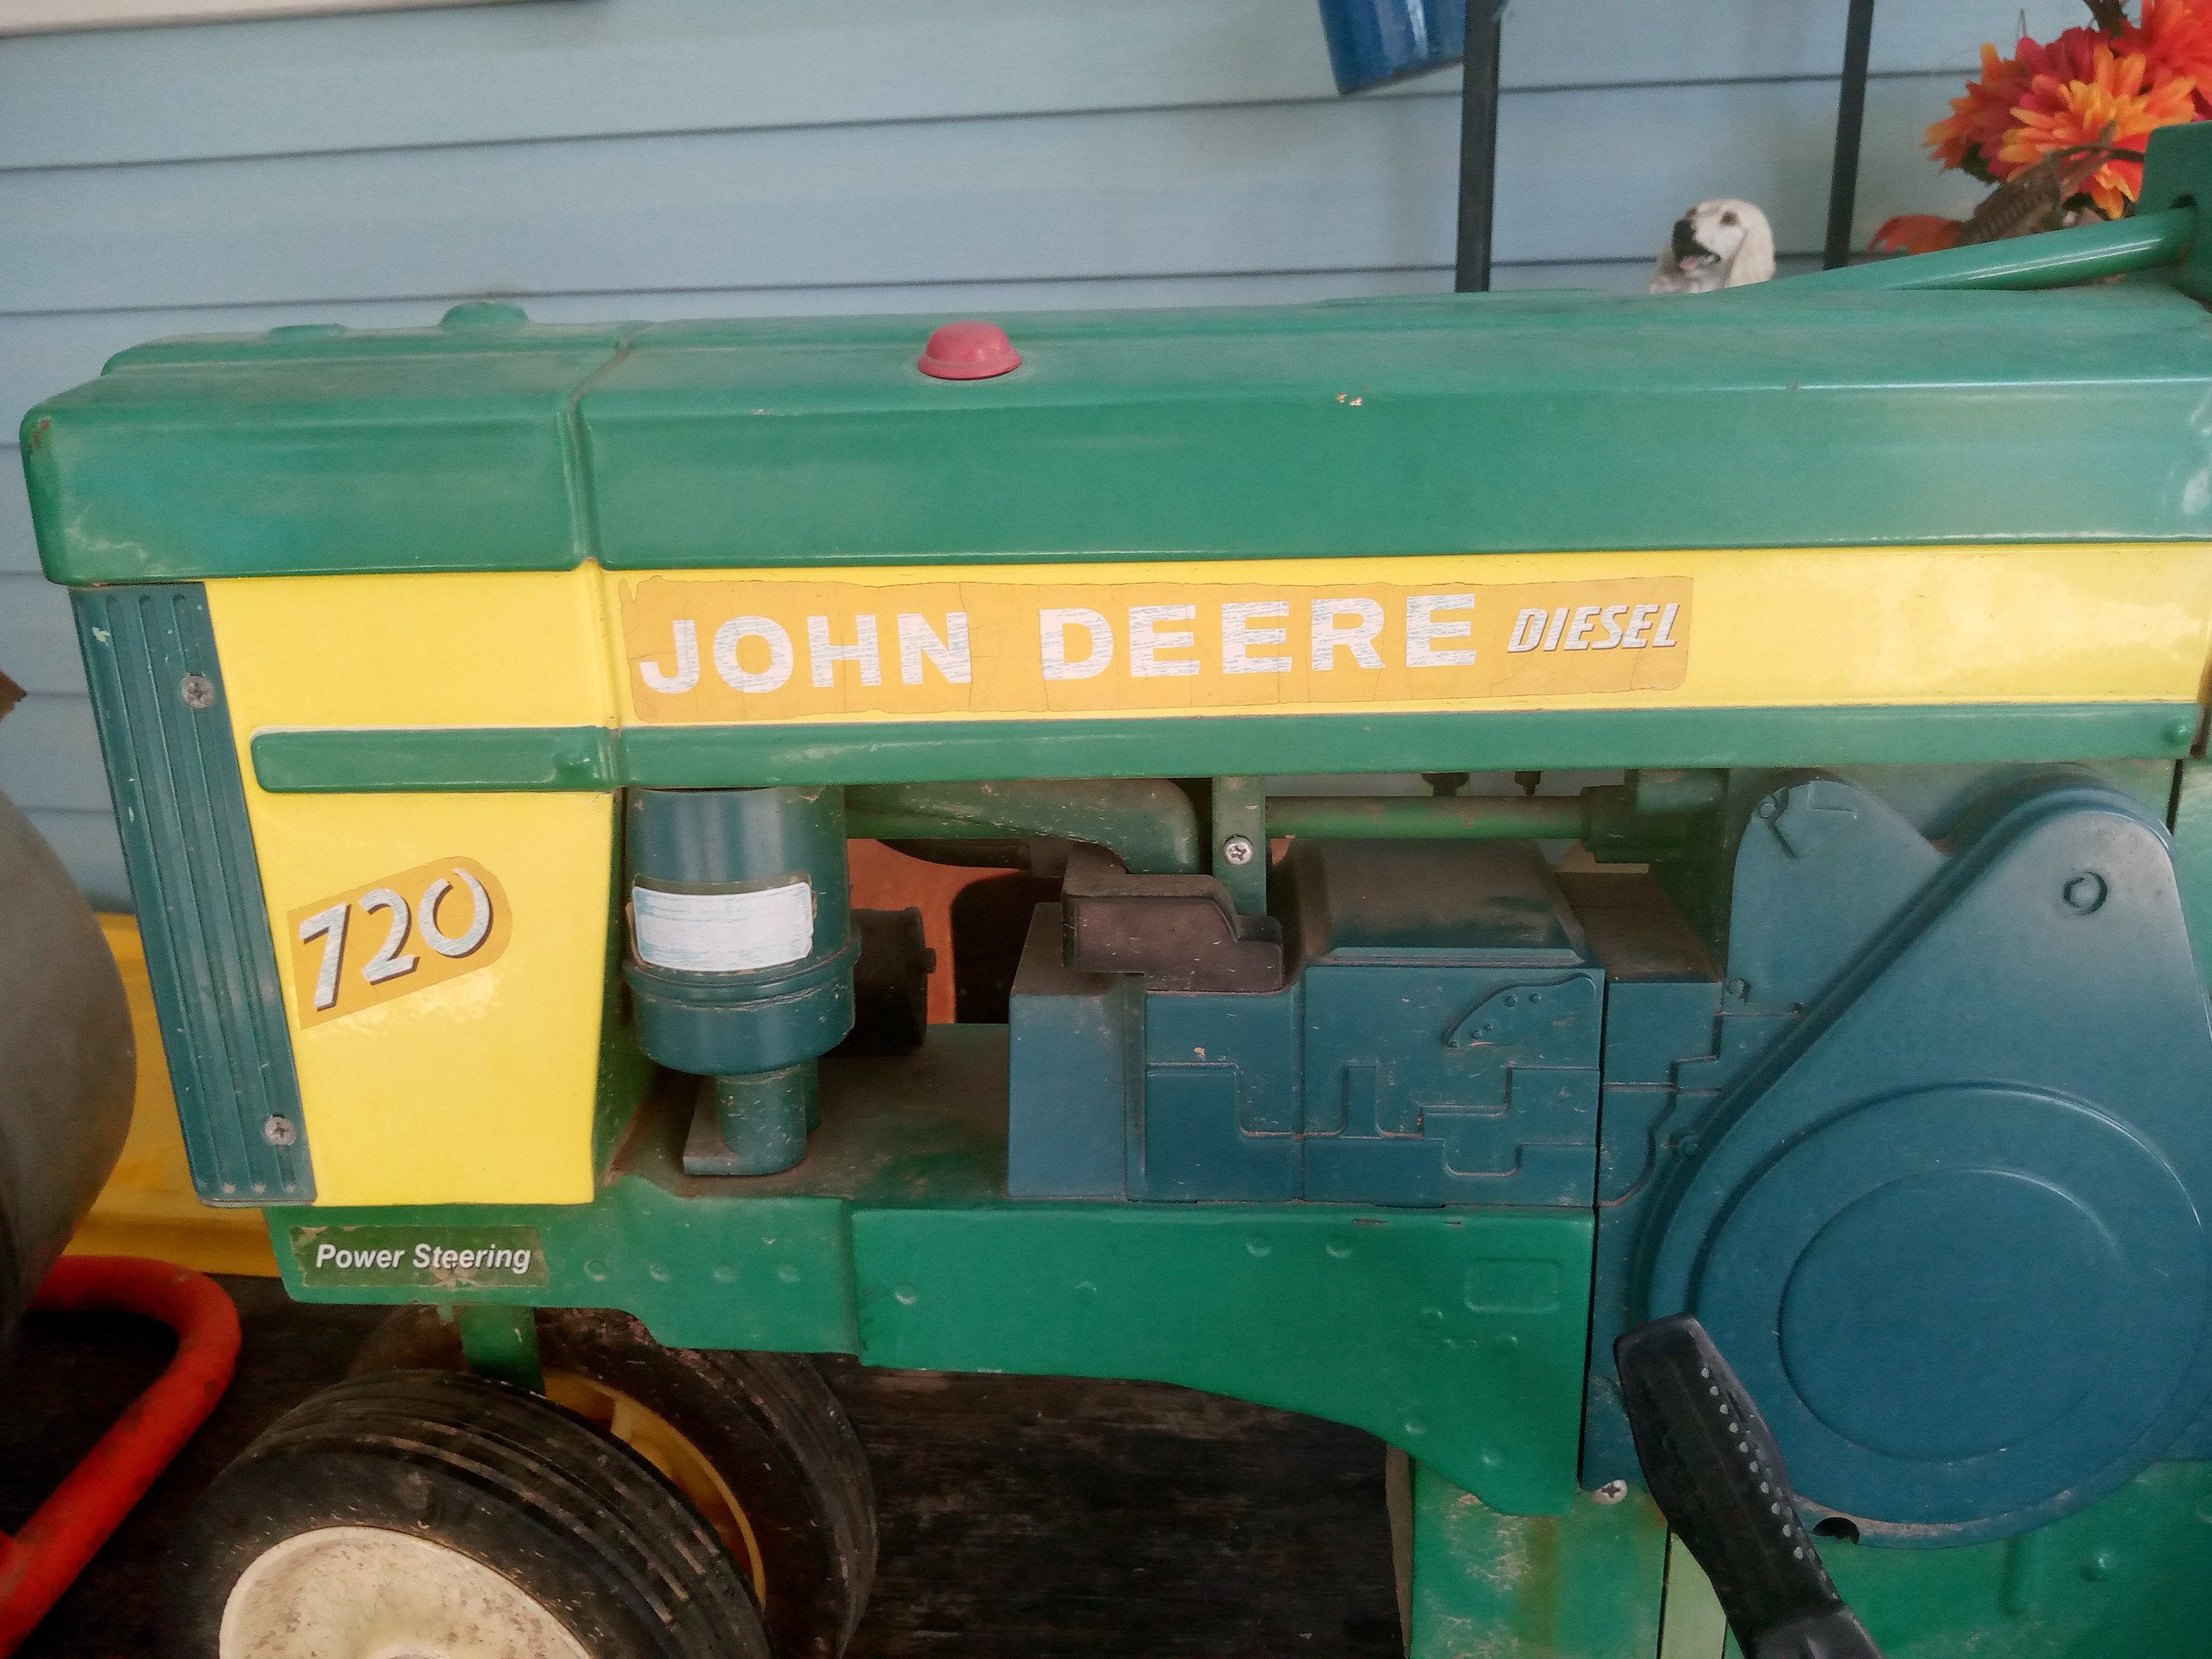 JOHN DEERE DIESEL
720
Power Steering